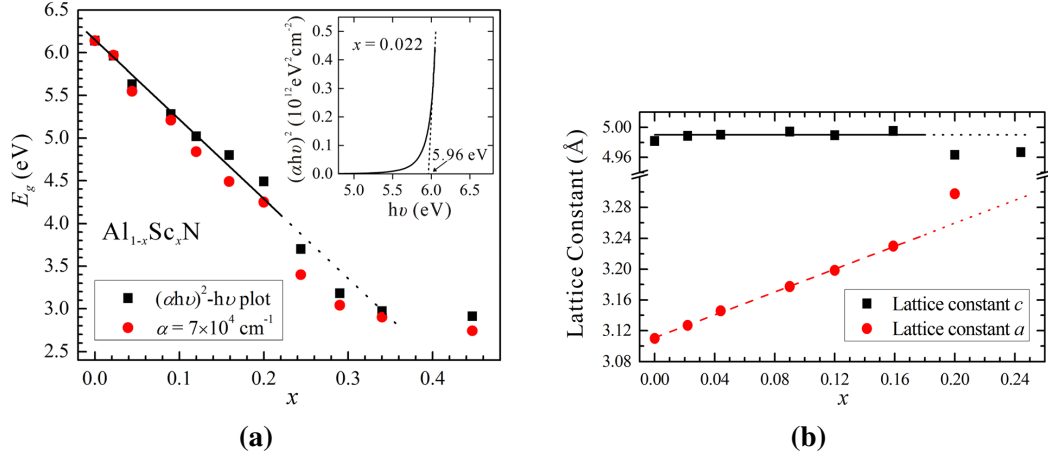 6.5
6.0
5.5
5.0
4.5
4.0
3.5
3.0
2.5
E_g (eV)
0.0 0.1 0.2 0.3 0.4
x
Al₁₋ₓScₓN
(αhυ)²-hυ plot
α = 7×10⁴ cm⁻¹
0.5
0.4
0.3
0.2
0.1
0.0
(αhυ)² (10¹²eV²cm⁻²)
x = 0.022
5.96 eV
5.0 5.5 6.0 6.5
hυ (eV)
(a)
5.00
4.96
3.28
3.24
3.20
3.16
3.12
3.08
Lattice Constant (Å)
Lattice constant c
Lattice constant a
0.00 0.04 0.08 0.12 0.16 0.20 0.24
x
(b)